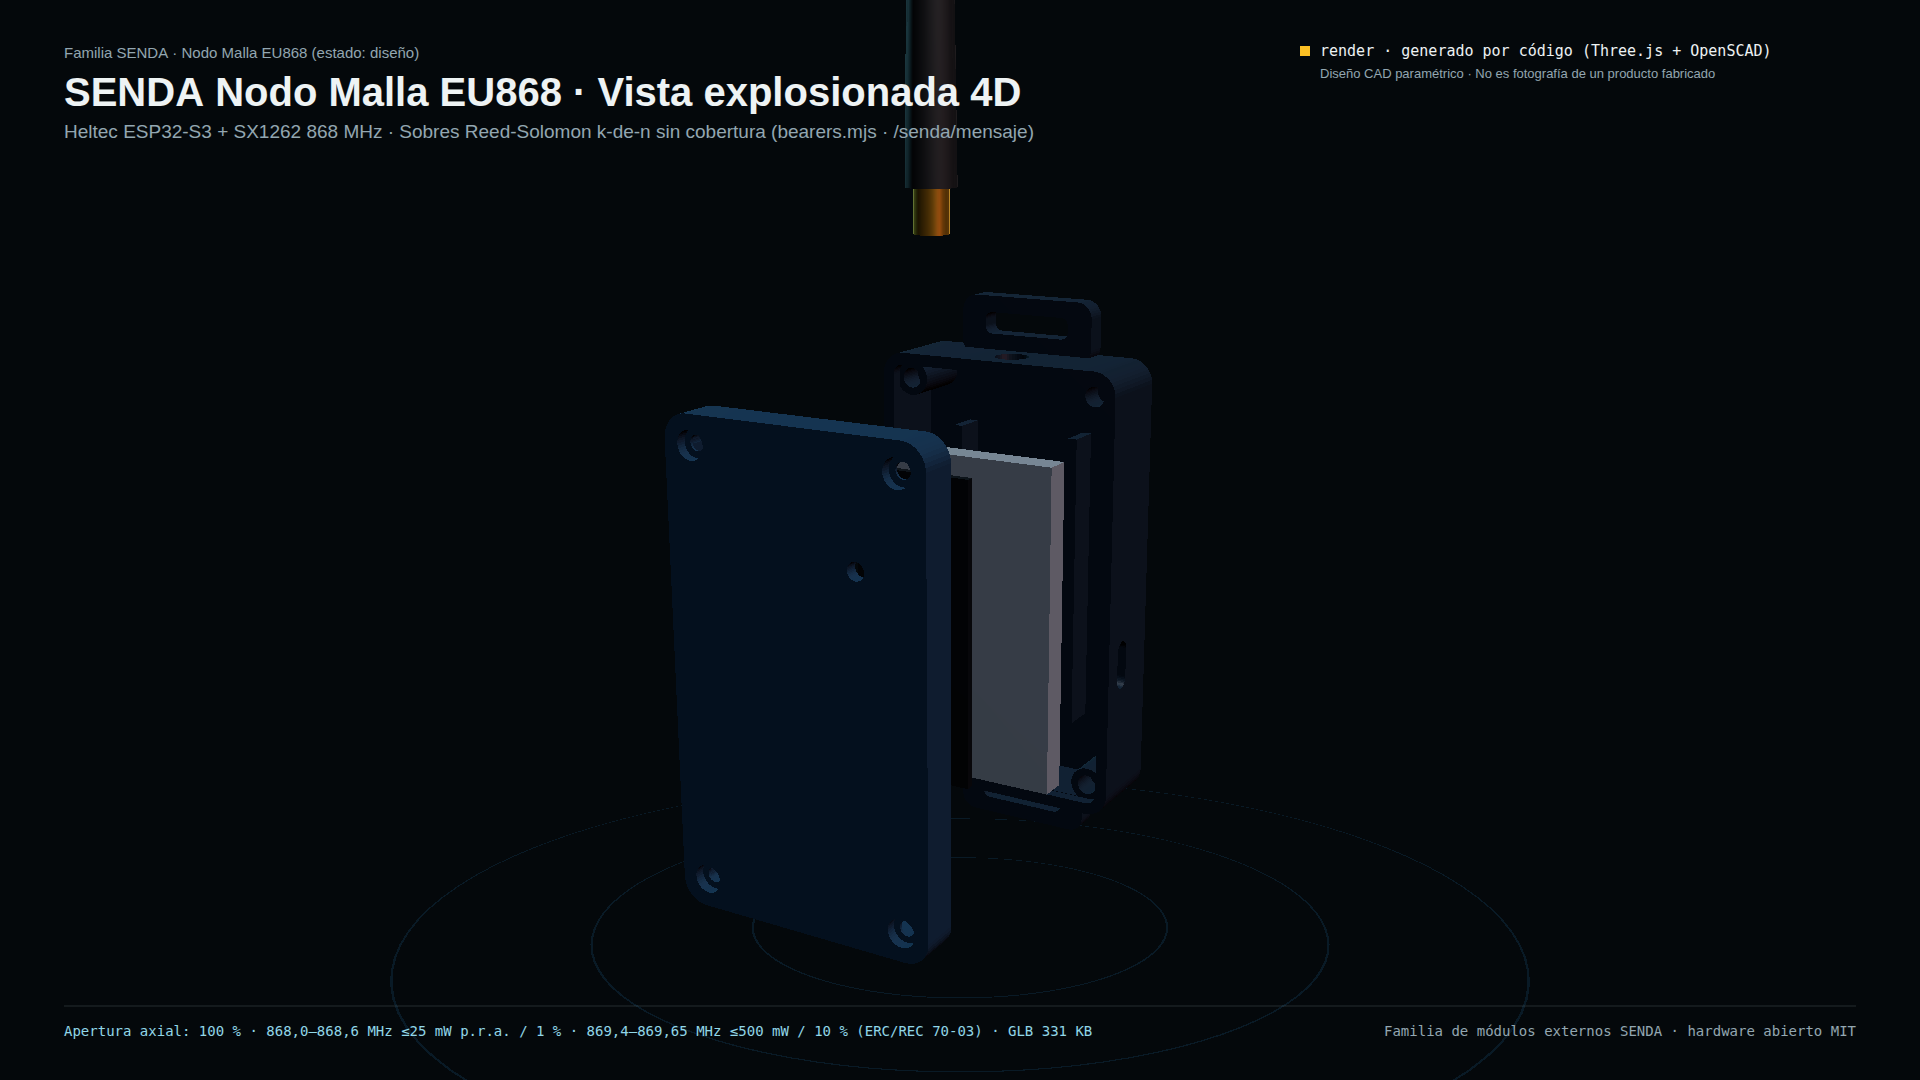 Familia SENDA · Nodo Malla EU868 (estado: diseño)
SENDA Nodo Malla EU868 · Vista explosionada 4D
Heltec ESP32-S3 + SX1262 868 MHz · Sobres Reed-Solomon k-de-n sin cobertura (bearers.mjs · /senda/mensaje)
render · generado por código (Three.js + OpenSCAD)
Diseño CAD paramétrico · No es fotografía de un producto fabricado
Apertura axial: 100 % · 868,0–868,6 MHz ≤25 mW p.r.a. / 1 % · 869,4–869,65 MHz ≤500 mW / 10 % (ERC/REC 70-03) · GLB 331 KB
Familia de módulos externos SENDA · hardware abierto MIT